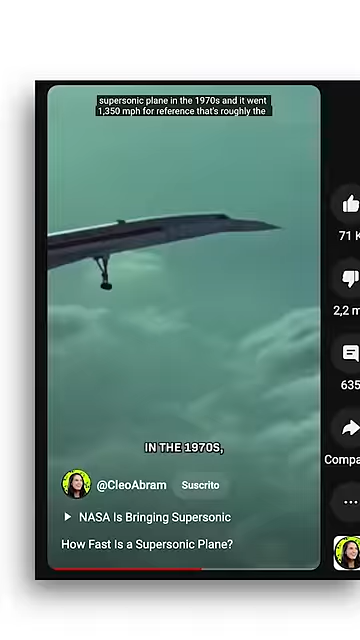 supersonic plane in the 1970s and it went
1,350 mph for reference that's roughly the
71 K
2,2 m
635
Compa
IN THE 1970S,
@CleoAbram Suscrito
NASA Is Bringing Supersonic
How Fast Is a Supersonic Plane?